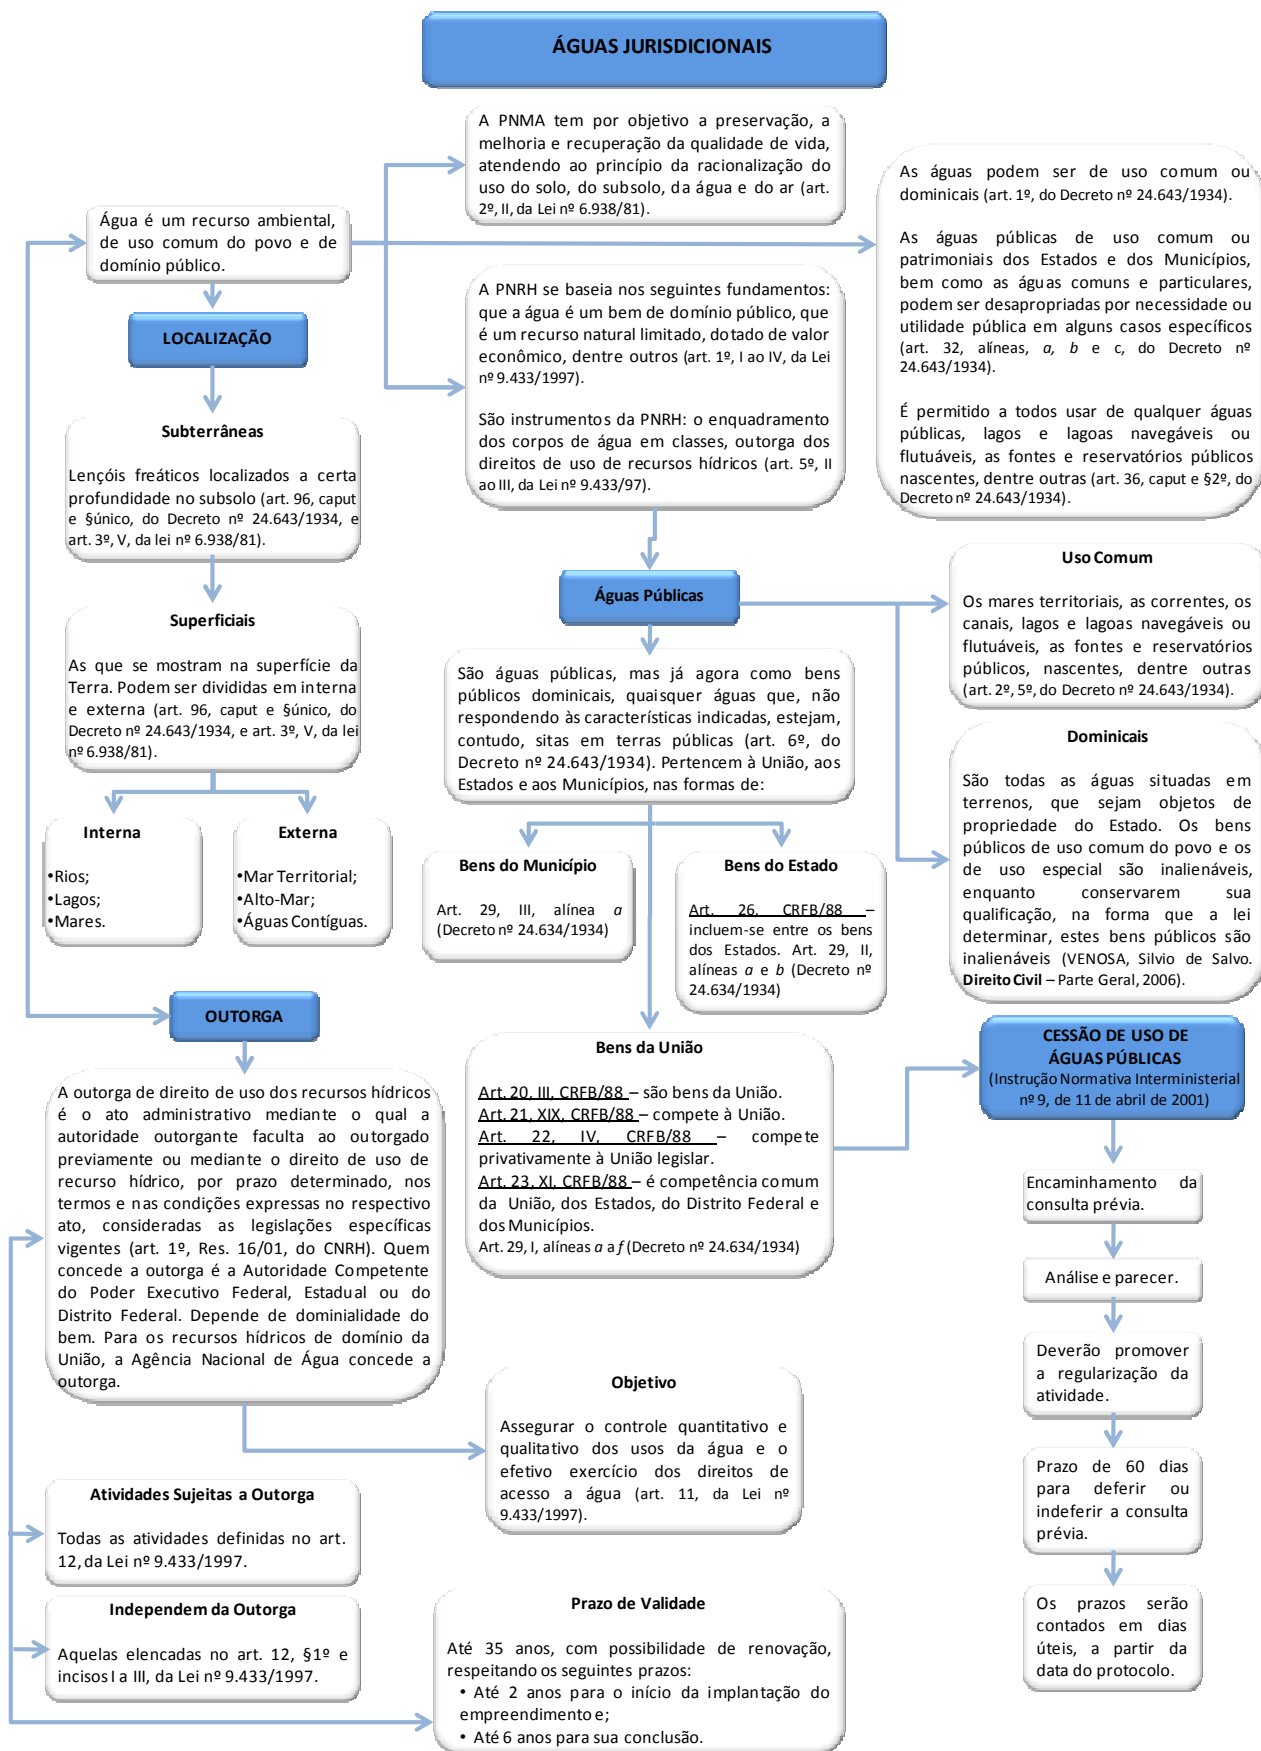 ÁGUAS JURISDICIONAIS
A PNMA tem por objetivo a preservação, a
melhoria e recuperação da qualidade de vida,
atendendo ao princípio da racionalização do
uso do solo, do subsolo, da água e do ar (art.
2º, II, da Lei nº 6.938/81).
As águas podem ser de uso comum ou
dominicais (art. 1º, do Decreto nº 24.643/1934).
As águas públicas de uso comum ou
patrimoniais dos Estados e dos Municípios,
bem como as águas comuns e particulares,
podem ser desapropriadas por necessidade ou
utilidade pública em alguns casos específicos
(art. 32, alíneas, a, b e c, do Decreto nº
24.643/1934).
É permitido a todos usar de qualquer águas
públicas, lagos e lagoas navegáveis ou
flutuáveis, as fontes e reservatórios públicos
nascentes, dentre outras (art. 36, caput e §2º, do
Decreto nº 24.643/1934).
Água é um recurso ambiental,
de uso comum do povo e de
domínio público.
A PNRH se baseia nos seguintes fundamentos:
que a água é um bem de domínio público, que
é um recurso natural limitado, dotado de valor
econômico, dentre outros (art. 1º, I ao IV, da Lei
nº 9.433/1997).
São instrumentos da PNRH: o enquadramento
dos corpos de água em classes, outorga dos
direitos de uso de recursos hídricos (art. 5º, II
ao III, da Lei nº 9.433/97).
LOCALIZAÇÃO
Subterrâneas
Lençóis freáticos localizados a certa
profundidade no subsolo (art. 96, caput
e §único, do Decreto nº 24.643/1934, e
art. 3º, V, da lei nº 6.938/81).
Superficiais
As que se mostram na superfície da
Terra. Podem ser divididas em interna
e externa (art. 96, caput e §único, do
Decreto nº 24.643/1934, e art. 3º, V, da lei
nº 6.938/81).
Interna
•Rios;
•Lagos;
•Mares.
Externa
•Mar Territorial;
•Alto-Mar;
•Águas Contíguas.
Águas Públicas
São águas públicas, mas já agora como bens
públicos dominicais, quaisquer águas que, não
respondendo às características indicadas, estejam,
contudo, sitas em terras públicas (art. 6º, do
Decreto nº 24.643/1934). Pertencem à União, aos
Estados e aos Municípios, nas formas de:
Uso Comum
Os mares territoriais, as correntes, os
canais, lagos e lagoas navegáveis ou
flutuáveis, as fontes e reservatórios
públicos, nascentes, dentre outras
(art. 2º, 5º, do Decreto nº 24.643/1934).
Dominicais
São todas as águas situadas em
terrenos, que sejam objetos de
propriedade do Estado. Os bens
públicos de uso comum do povo e os
de uso especial são inalienáveis,
enquanto conservarem sua
qualificação, na forma que a lei
determinar, estes bens públicos são
inalienáveis (VENOSA, Silvio de Salvo.
Direito Civil – Parte Geral, 2006).
Bens do Município
Art. 29, III, alínea a
(Decreto nº 24.634/1934)
Bens do Estado
Art. 26, CRFB/88 –
incluem-se entre os bens
dos Estados. Art. 29, II,
alíneas a e b (Decreto nº
24.634/1934)
Bens da União
Art. 20, III, CRFB/88 – são bens da União.
Art. 21, XIX, CRFB/88 – compete à União.
Art. 22, IV, CRFB/88 – compete
privativamente à União legislar.
Art. 23, XI, CRFB/88 – é competência comum
da União, dos Estados, do Distrito Federal e
dos Municípios.
Art. 29, I, alíneas a a f (Decreto nº 24.634/1934)
CESSÃO DE USO DE
ÁGUAS PÚBLICAS
(Instrução Normativa Interministerial
nº 9, de 11 de abril de 2001)
Encaminhamento da
consulta prévia.
Análise e parecer.
Deverão promover
a regularização da
atividade.
Prazo de 60 dias
para deferir ou
indeferir a consulta
prévia.
Os prazos serão
contados em dias
úteis, a partir da
data do protocolo.
OUTORGA
A outorga de direito de uso dos recursos hídricos
é o ato administrativo mediante o qual a
autoridade outorgante faculta ao outorgado
previamente ou mediante o direito de uso de
recurso hídrico, por prazo determinado, nos
termos e nas condições expressas no respectivo
ato, consideradas as legislações específicas
vigentes (art. 1º, Res. 16/01, do CNRH). Quem
concede a outorga é a Autoridade Competente
do Poder Executivo Federal, Estadual ou do
Distrito Federal. Depende de dominialidade do
bem. Para os recursos hídricos de domínio da
União, a Agência Nacional de Água concede a
outorga.
Objetivo
Assegurar o controle quantitativo e
qualitativo dos usos da água e o
efetivo exercício dos direitos de
acesso a água (art. 11, da Lei nº
9.433/1997).
Atividades Sujeitas a Outorga
Todas as atividades definidas no art.
12, da Lei nº 9.433/1997.
Independem da Outorga
Aquelas elencadas no art. 12, §1º e
incisos I a III, da Lei nº 9.433/1997.
Prazo de Validade
Até 35 anos, com possibilidade de renovação,
respeitando os seguintes prazos:
• Até 2 anos para o início da implantação do
empreendimento e;
• Até 6 anos para sua conclusão.